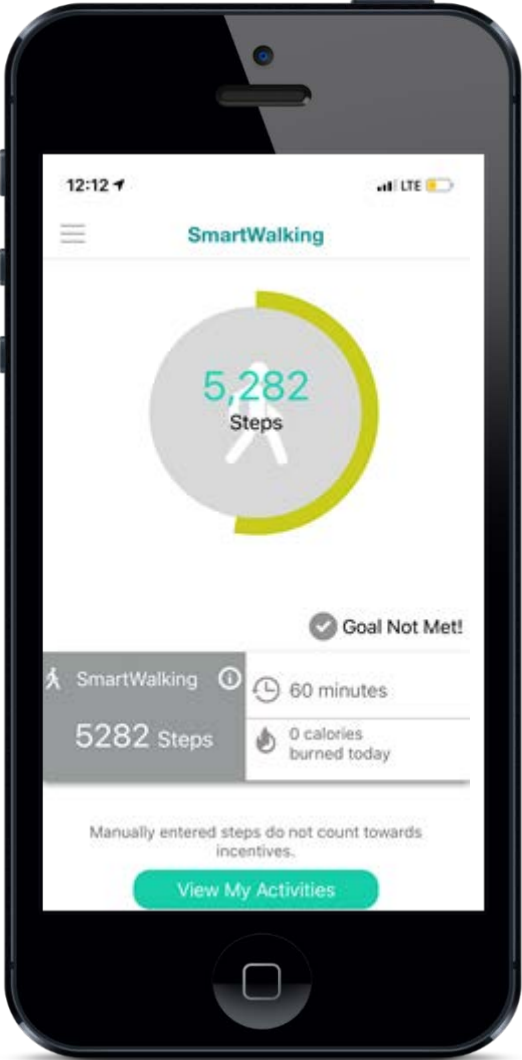 12:12
LTE
SmartWalking
5,282
Steps
Goal Not Met!
SmartWalking
5282 Steps
60 minutes
0 calories
burned today
Manually entered steps do not count towards
incentives.
View My Activities